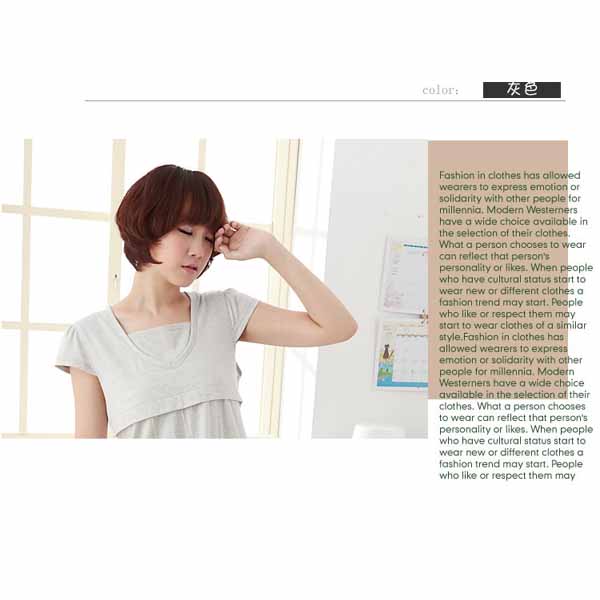 color: 灰色
Fashion in clothes has allowed
wearers to express emotion or
solidarity with other people for
millennia. Modern Westerners
have a wide choice available in
the selection of their clothes.
What a person chooses to wear
can reflect that person's
personality or likes. When people
who have cultural status start to
wear new or different clothes a
fashion trend may start. People
who like or respect them may
start to wear clothes of a similar
style.Fashion in clothes has
allowed wearers to express
emotion or solidarity with other
people for millennia. Modern
Westerners have a wide choice
available in the selection of their
clothes. What a person chooses
to wear can reflect that person's
personality or likes. When people
who have cultural status start to
wear new or different clothes a
fashion trend may start. People
who like or respect them may